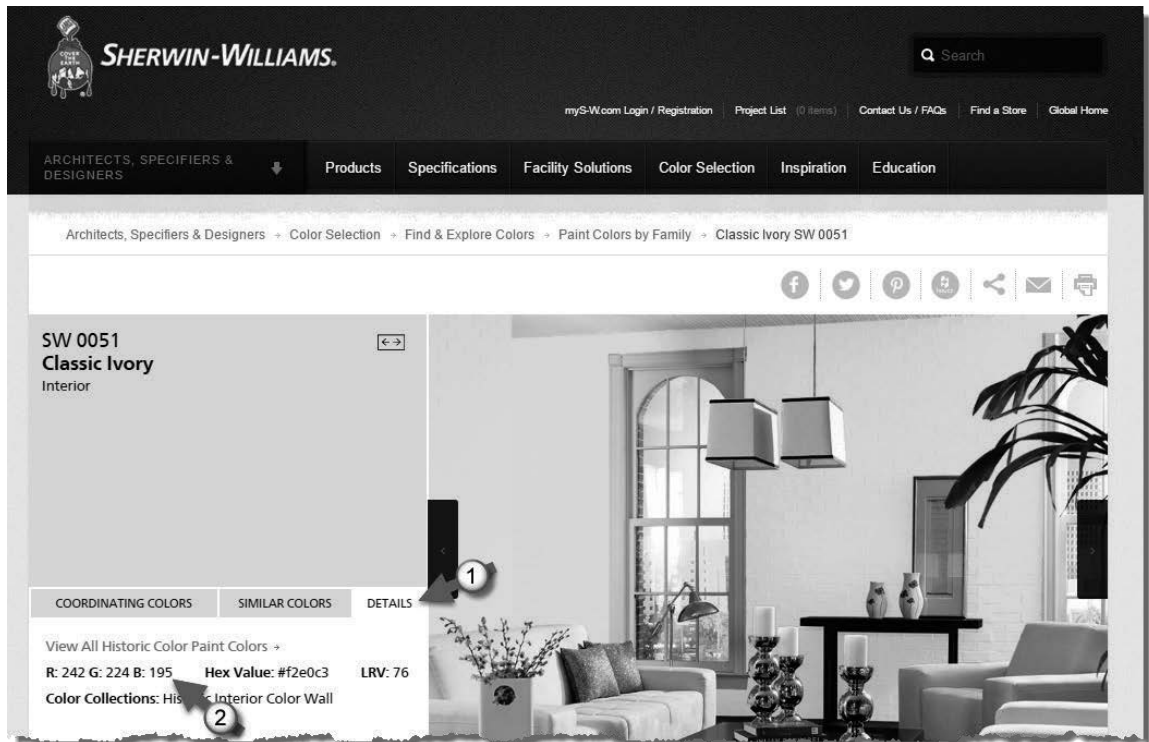 COVER THE EARTH
SHERWIN-WILLIAMS.
Search
myS-W.com Login / Registration Project List (0 items) Contact Us / FAQs Find a Store Global Home
ARCHITECTS, SPECIFIERS &
DESIGNERS
Products Specifications Facility Solutions Color Selection Inspiration Education
Architects, Specifiers & Designers → Color Selection → Find & Explore Colors → Paint Colors by Family → Classic Ivory SW 0051
SW 0051
Classic Ivory
Interior
1
COORDINATING COLORS SIMILAR COLORS DETAILS
View All Historic Color Paint Colors →
R: 242 G: 224 B: 195 Hex Value: #f2e0c3 LRV: 76
Color Collections: Interior Color Wall
2